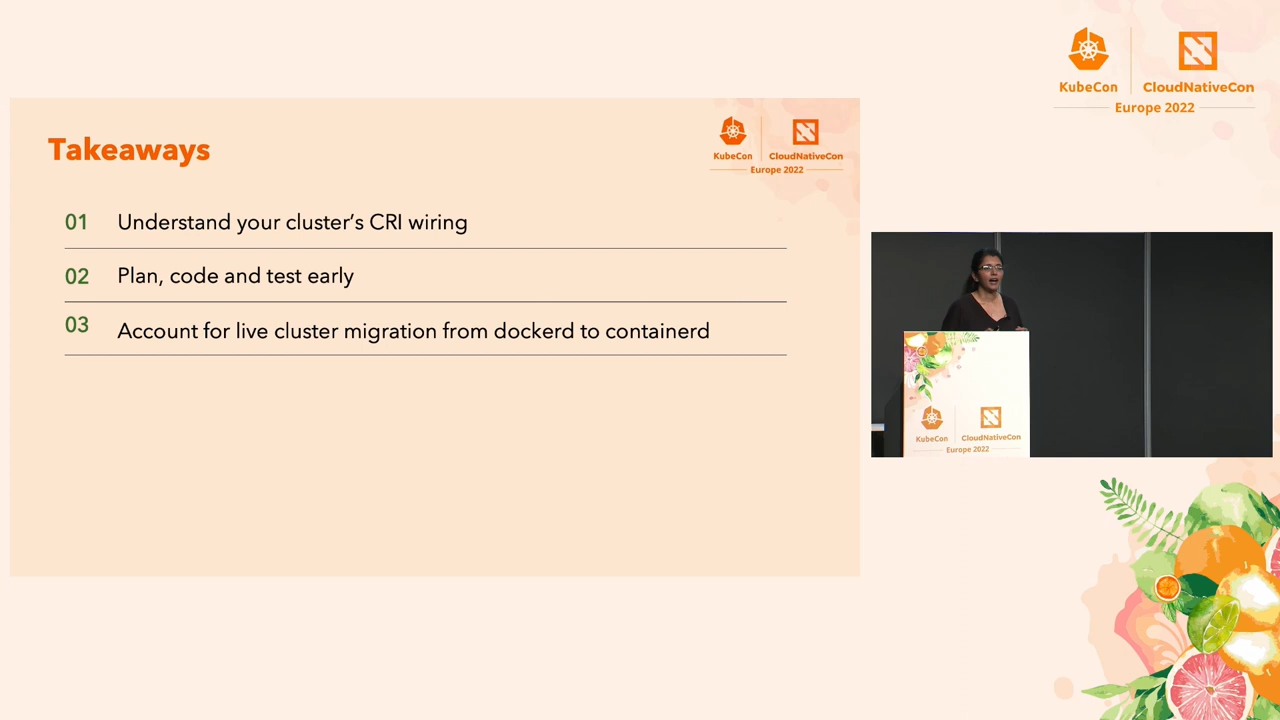 KubeCon
CloudNativeCon
Europe 2022
Takeaways
KubeCon
CloudNativeCon
Europe 2022
01 Understand your cluster’s CRI wiring
02 Plan, code and test early
03 Account for live cluster migration from dockerd to containerd
KubeCon
CloudNativeCon
Europe 2022